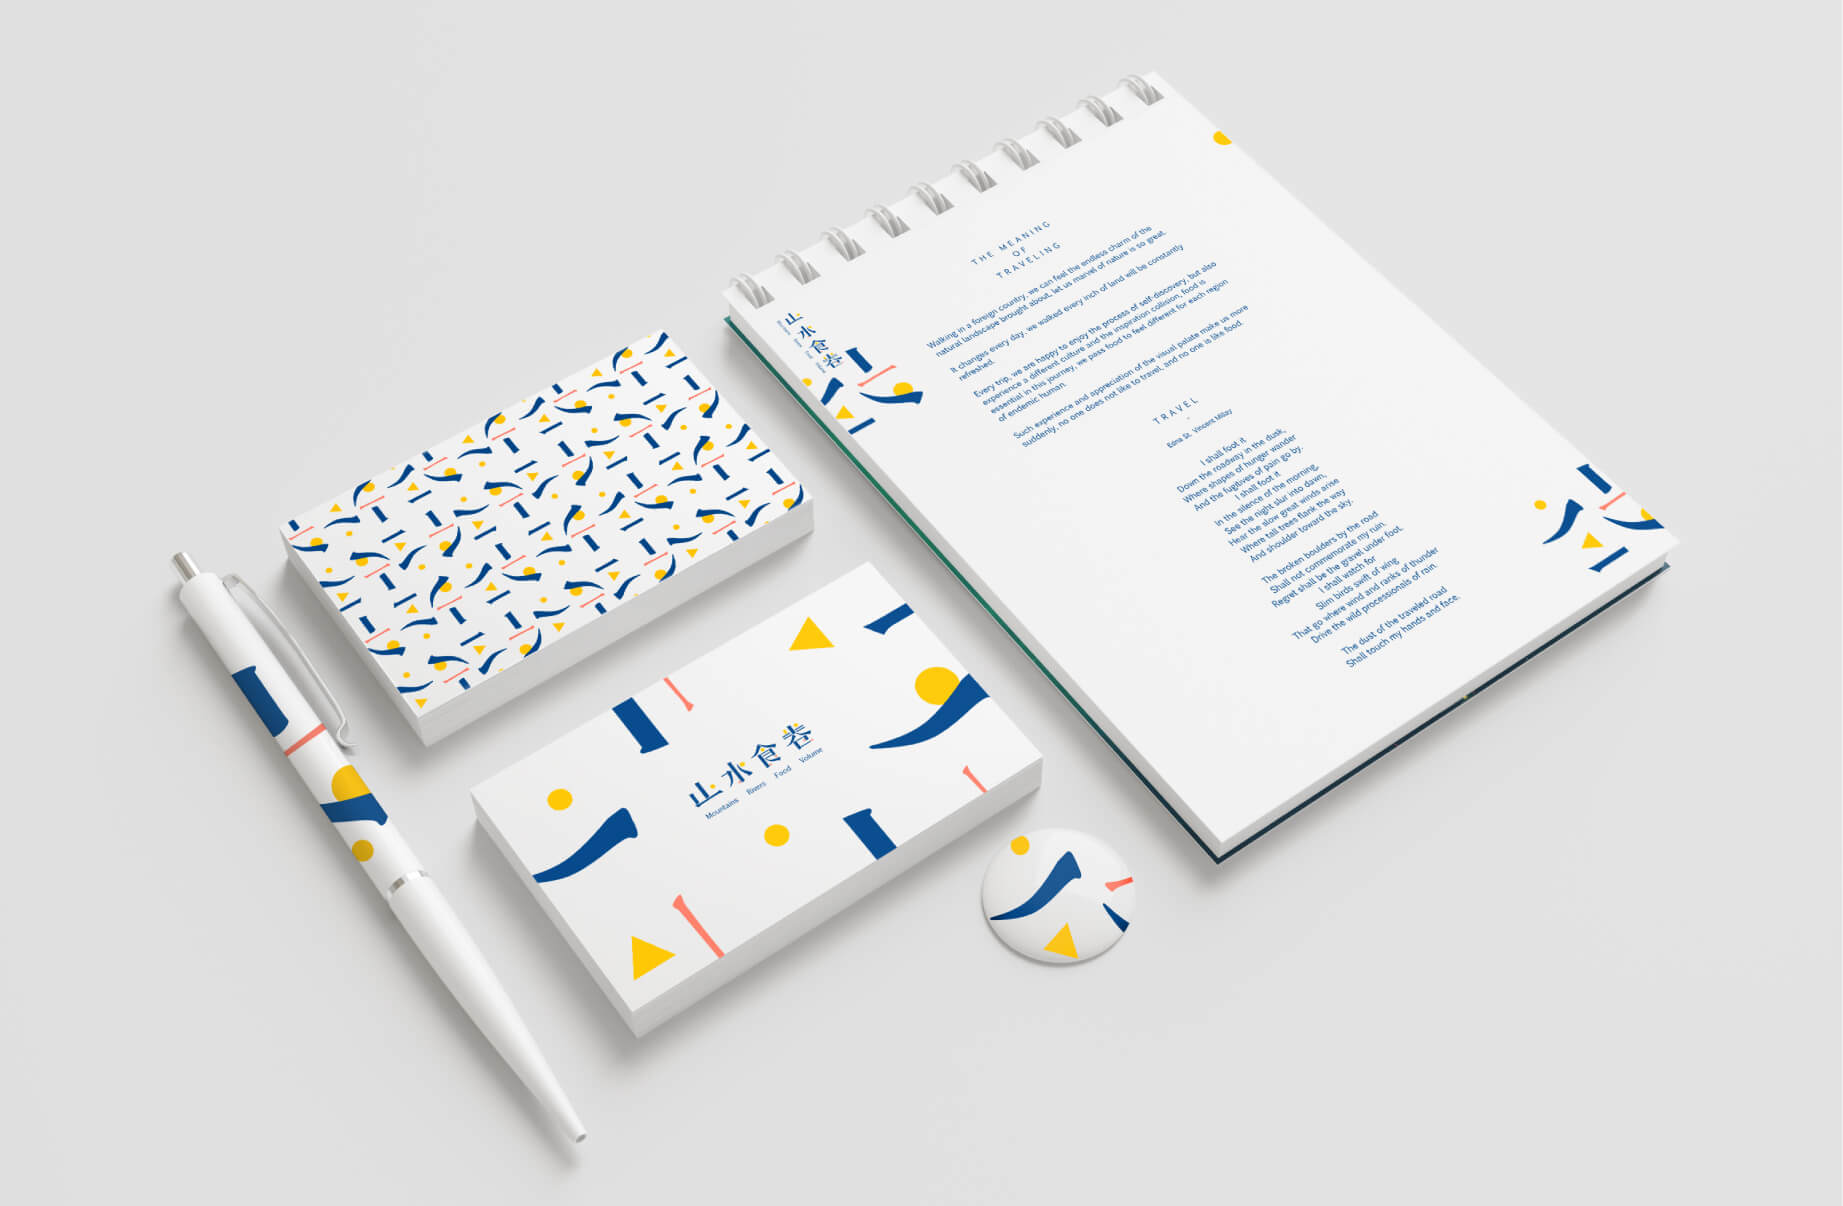 山水食卷
THE MEANING
OF
TRAVELING
Walking in a foreign country, we can feel the endless charm of the
natural landscape brought about, let us marvel of nature is so great.
It changes every day, we walked every inch of land will be constantly
refreshed.
Every trip, we are happy to enjoy the process of self-discovery, but also
experience a different culture and the inspiration collision, food is
essential in this journey, we pass food to feel different for each region
of endemic human.
Such experience and appreciation of the visual palate make us more
suddenly, no one does not like to travel, and no one is like food.
TRAVEL
-
Edna St. Vincent Millay
I shall foot it
Down the roadway in the dusk,
Where shapes of hunger wander
And the fugitives of pain go by.
I shall foot it
In the silence of the morning,
See the night slur into dawn,
Hear the slow great winds arise
Where tall trees flank the way
And shoulder toward the sky.
The broken boulders by the road
Shall not commemorate my ruin.
Regret shall be the gravel under foot.
I shall watch for
Slim birds swift of wing
That go where wind and ranks of thunder
Drive the wild processionals of rain.
The dust of the traveled road
Shall touch my hands and face.
山水食卷
Mountains Rivers Food Volume